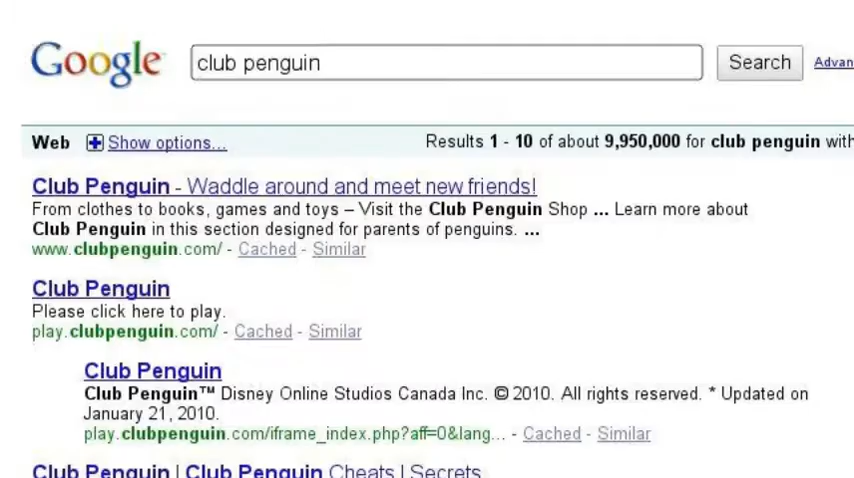 Google club penguin Search Advan
Web Show options... Results 1 - 10 of about 9,950,000 for club penguin with
Club Penguin - Waddle around and meet new friends!
From clothes to books, games and toys – Visit the Club Penguin Shop ... Learn more about
Club Penguin in this section designed for parents of penguins. ...
www.clubpenguin.com/ - Cached - Similar
Club Penguin
Please click here to play.
play.clubpenguin.com/ - Cached - Similar
Club Penguin
Club Penguin™ Disney Online Studios Canada Inc. © 2010. All rights reserved. * Updated on
January 21, 2010.
play.clubpenguin.com/iframe_index.php?aff=0&lang... - Cached - Similar
Club Penguin | Club Penguin Cheats | Secrets